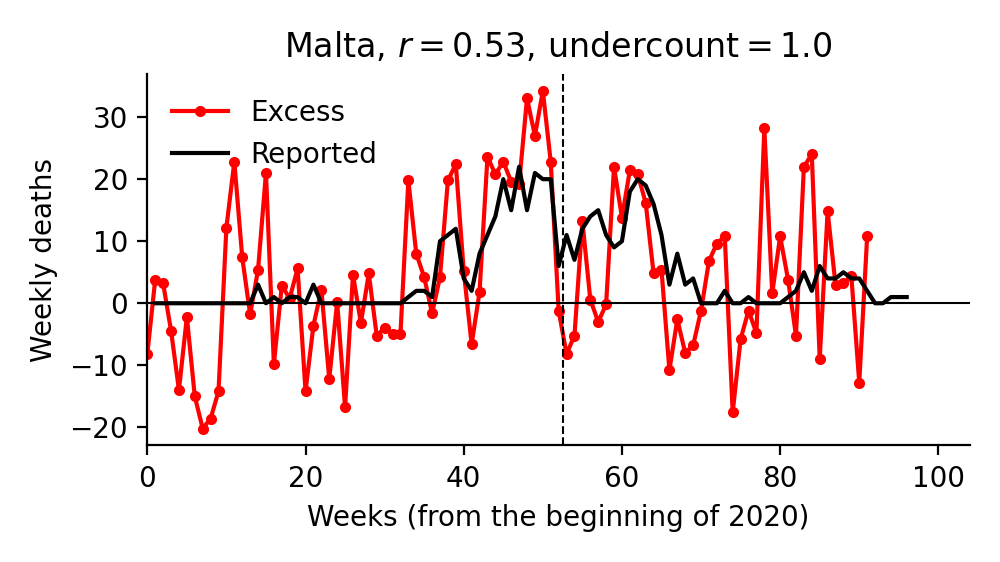 Malta, r = 0.53, undercount = 1.0
Excess
Reported
Weekly deaths
30
20
10
0
−10
−20
0 20 40 60 80 100
Weeks (from the beginning of 2020)